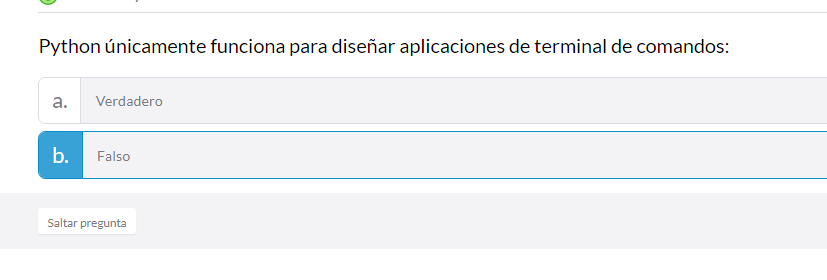 Python únicamente funciona para diseñar aplicaciones de terminal de comandos:
a. Verdadero
b. Falso
Saltar pregunta